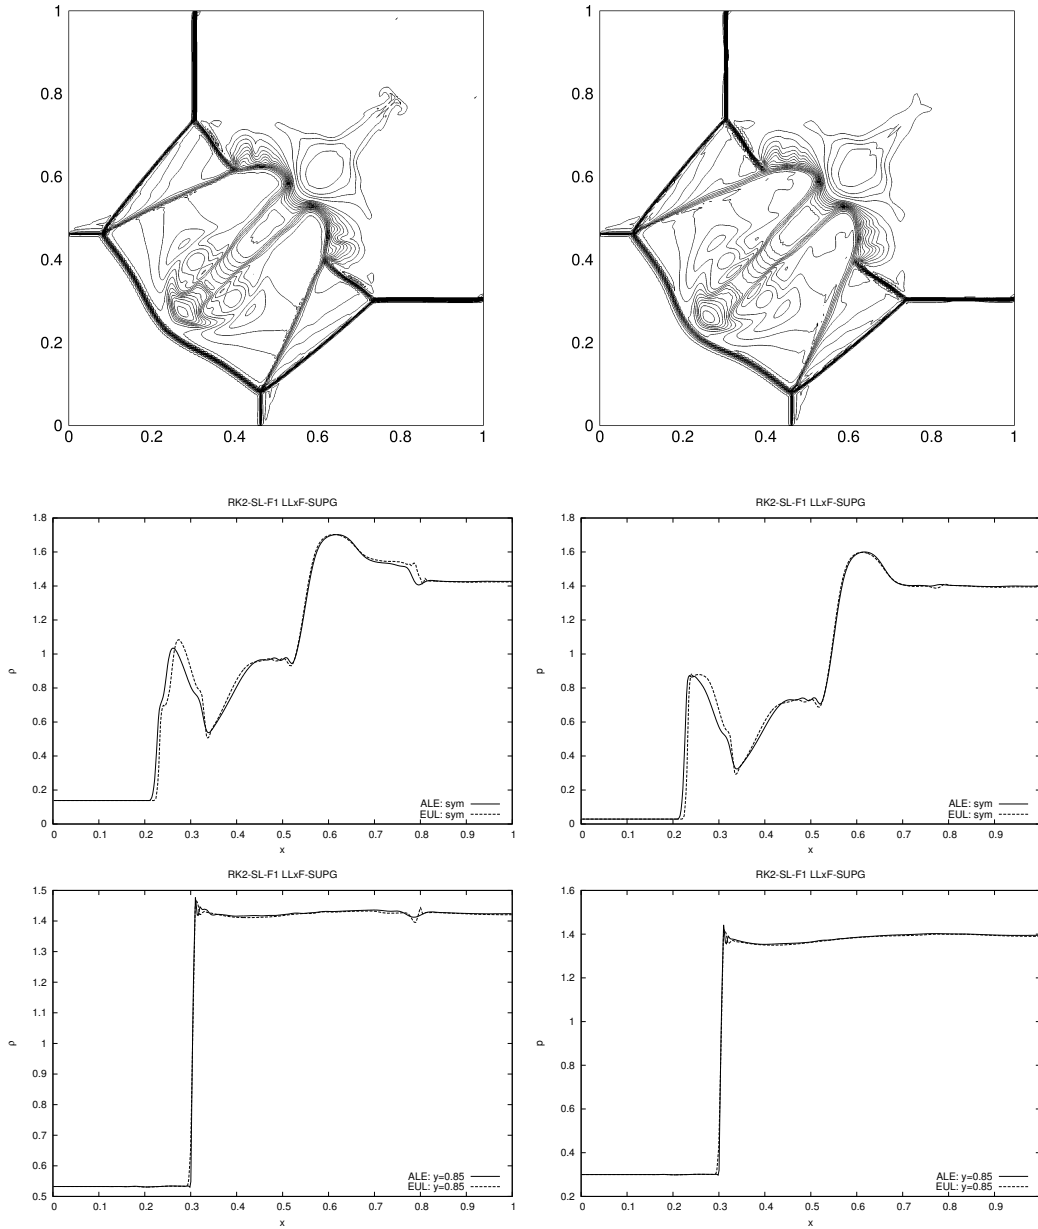 1
0.8
0.6
0.4
0.2
0
0 0.2 0.4 0.6 0.8 1
1
0.8
0.6
0.4
0.2
0
0 0.2 0.4 0.6 0.8 1
RK2-SL-F1 LLxF-SUPG
1.8
1.6
1.4
1.2
1
0.8
0.6
0.4
0.2
0
ρ
ALE: sym
EUL: sym
0 0.1 0.2 0.3 0.4 0.5 0.6 0.7 0.8 0.9 1
x
RK2-SL-F1 LLxF-SUPG
1.8
1.6
1.4
1.2
1
0.8
0.6
0.4
0.2
0
p
ALE: sym
EUL: sym
0 0.1 0.2 0.3 0.4 0.5 0.6 0.7 0.8 0.9
x
RK2-SL-F1 LLxF-SUPG
1.5
1.4
1.3
1.2
1.1
1
0.9
0.8
0.7
0.6
0.5
ρ
ALE: y=0.85
EUL: y=0.85
0 0.1 0.2 0.3 0.4 0.5 0.6 0.7 0.8 0.9 1
x
RK2-SL-F1 LLxF-SUPG
1.6
1.4
1.2
1
0.8
0.6
0.4
0.2
p
ALE: y=0.85
EUL: y=0.85
0 0.1 0.2 0.3 0.4 0.5 0.6 0.7 0.8 0.9
x